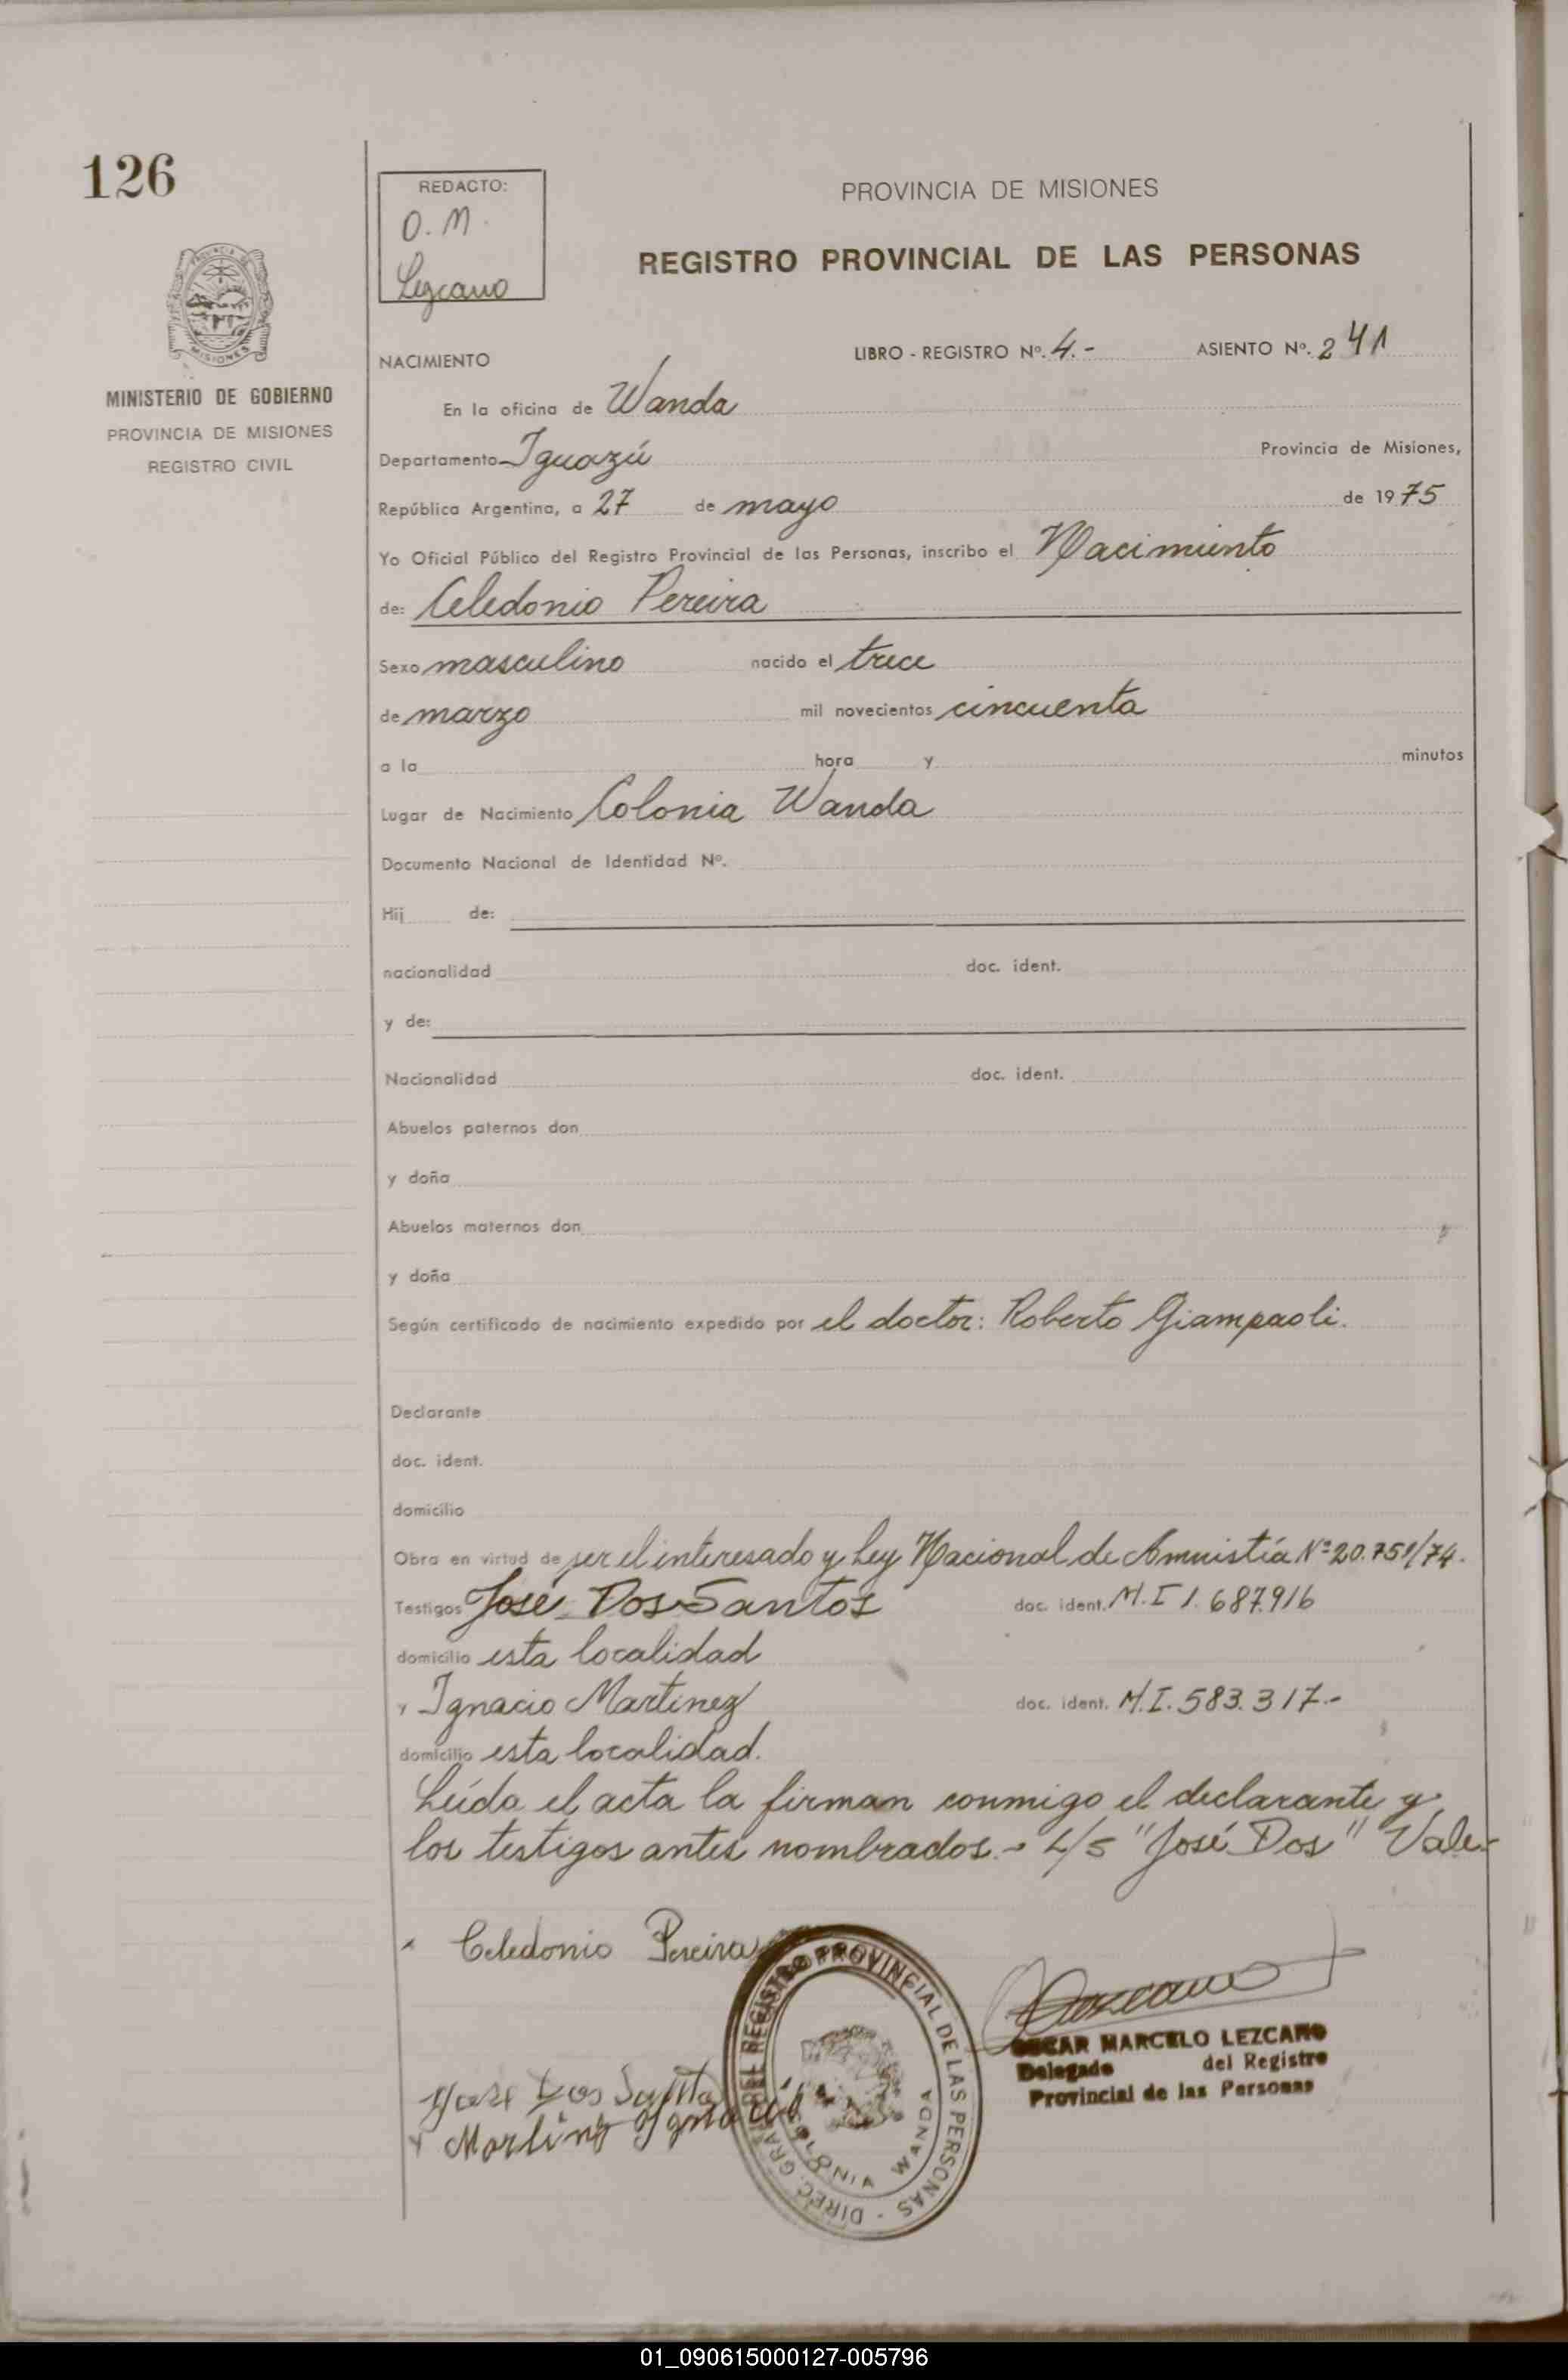 126
REDACTO:
O. M.
Lezcano
PROVINCIA DE MISIONES
REGISTRO PROVINCIAL DE LAS PERSONAS
PROVINCIA DE
MISIONES
MINISTERIO DE GOBIERNO
PROVINCIA DE MISIONES
REGISTRO CIVIL
NACIMIENTO LIBRO - REGISTRO Nº. 4.- ASIENTO Nº. 241
En la oficina de Wanda
Departamento Iguazú Provincia de Misiones,
República Argentina, a 27 de mayo de 1975
Yo Oficial Público del Registro Provincial de las Personas, inscribo el Nacimiento
de: Celedonio Pereira
Sexo masculino nacido el trece
de marzo mil novecientos cincuenta
a la hora y minutos
Lugar de Nacimiento Colonia Wanda
Documento Nacional de Identidad Nº.
Hij de:
nacionalidad doc. ident.
y de:
Nacionalidad doc. ident.
Abuelos paternos don
y doña
Abuelos maternos don
y doña
Según certificado de nacimiento expedido por el doctor: Roberto Giampaoli.
Declarante
doc. ident.
domicilio
Obra en virtud de ser el interesado y Ley Nacional de Amnistía Nº 20.751/74.
Testigos José Dos Santos doc. ident. M.I 1.687.916
domicilio esta localidad
y Ignacio Martinez doc. ident. M.I. 583.317.-
domicilio esta localidad.
Leída el acta la firman conmigo el declarante y
los testigos antes nombrados.- L/S "José Dos" Vale.-
Celedonio Pereira
Lezcano
OSCAR MARCELO LEZCANO
Delegado del Registro
Provincial de las Personas
Jose Dos Santo
Martinez Ignacio
DIREC. GRAL. DEL REGISTRO PROVINCIAL DE LAS PERSONAS -
COLONIA WANDA
01_090615000127-005796